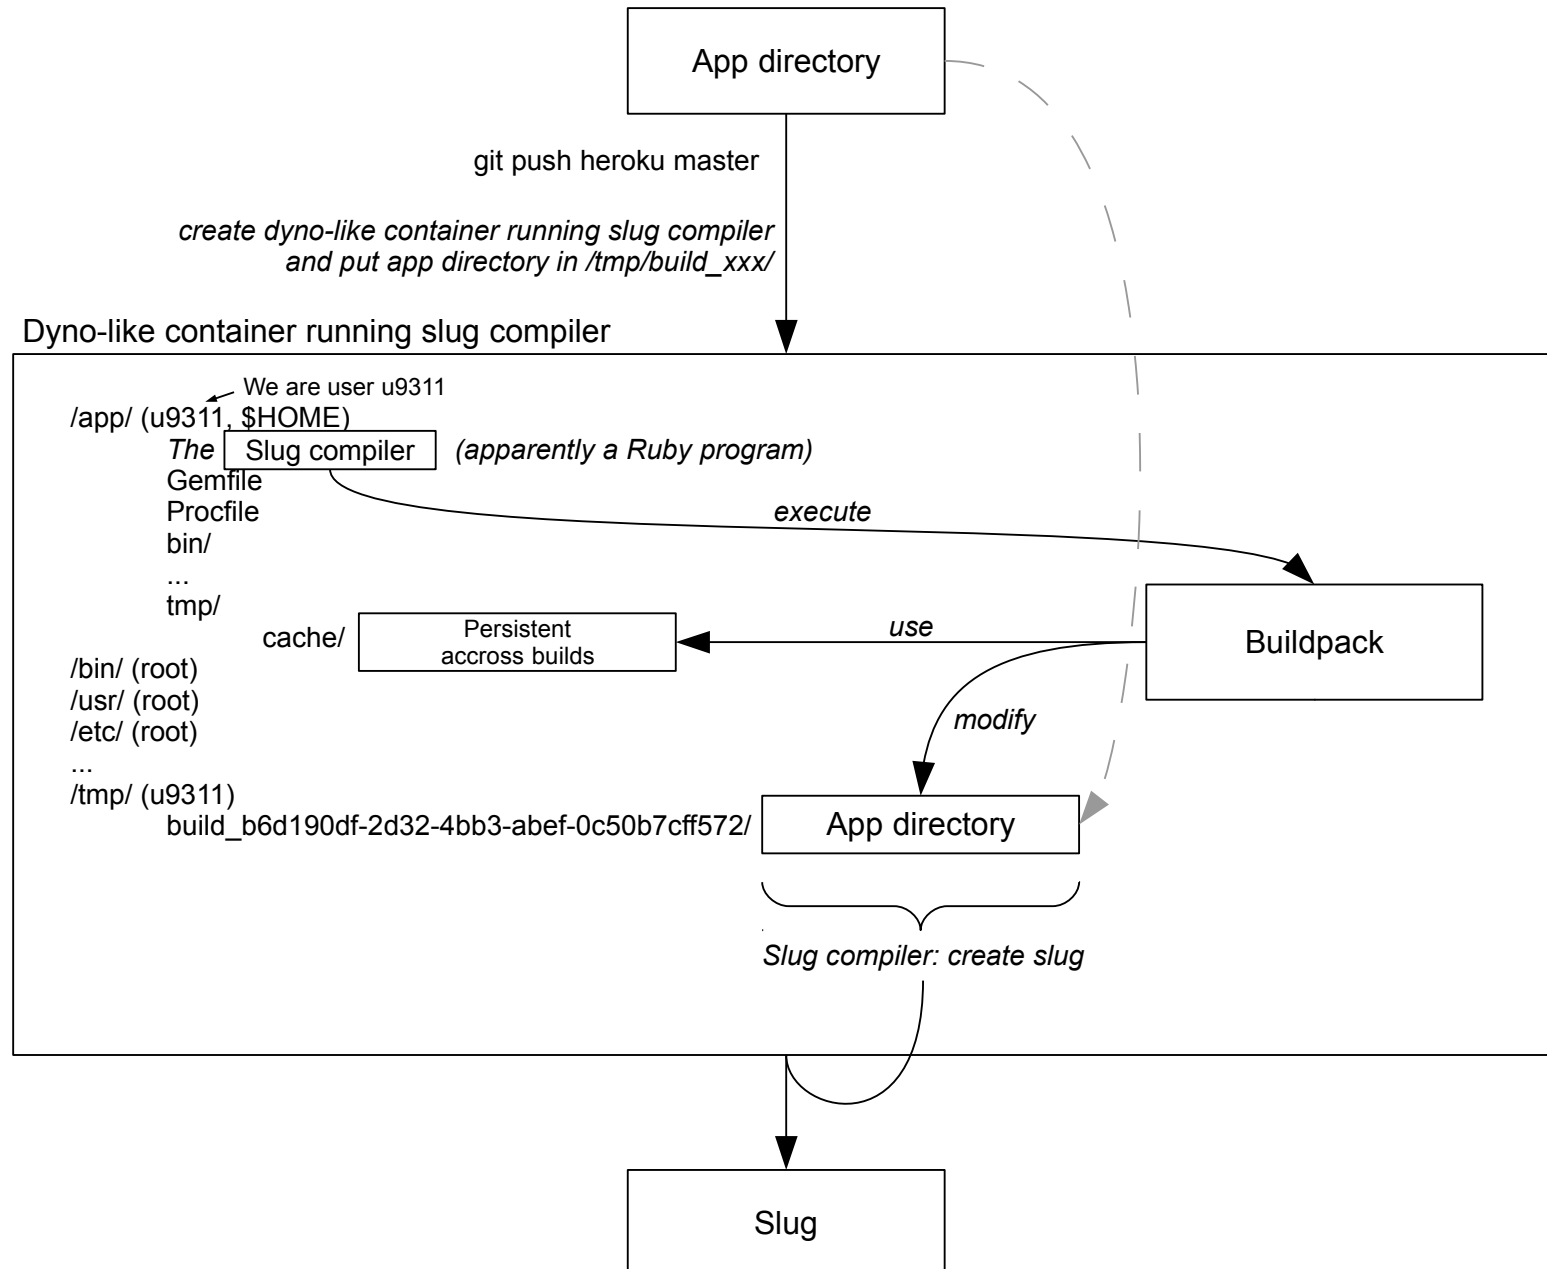 App directory
git push heroku master
create dyno-like container running slug compiler
and put app directory in /tmp/build_xxx/
Dyno-like container running slug compiler
We are user u9311
/app/ (u9311, $HOME)
The Slug compiler (apparently a Ruby program)
Gemfile
Procfile
execute
bin/
...
tmp/
cache/
Persistent
accross builds
use
Buildpack
/bin/ (root)
/usr/ (root)
/etc/ (root)
modify
...
/tmp/ (u9311)
build_b6d190df-2d32-4bb3-abef-0c50b7cff572/ App directory
Slug compiler: create slug
Slug